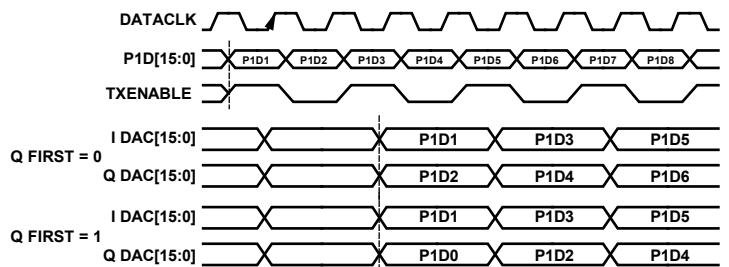 DATACLK
P1D[15:0] P1D1 P1D2 P1D3 P1D4 P1D5 P1D6 P1D7 P1D8
TXENABLE
Q FIRST = 0
I DAC[15:0] P1D1 P1D3 P1D5
Q DAC[15:0] P1D2 P1D4 P1D6
Q FIRST = 1
I DAC[15:0] P1D1 P1D3 P1D5
Q DAC[15:0] P1D0 P1D2 P1D4